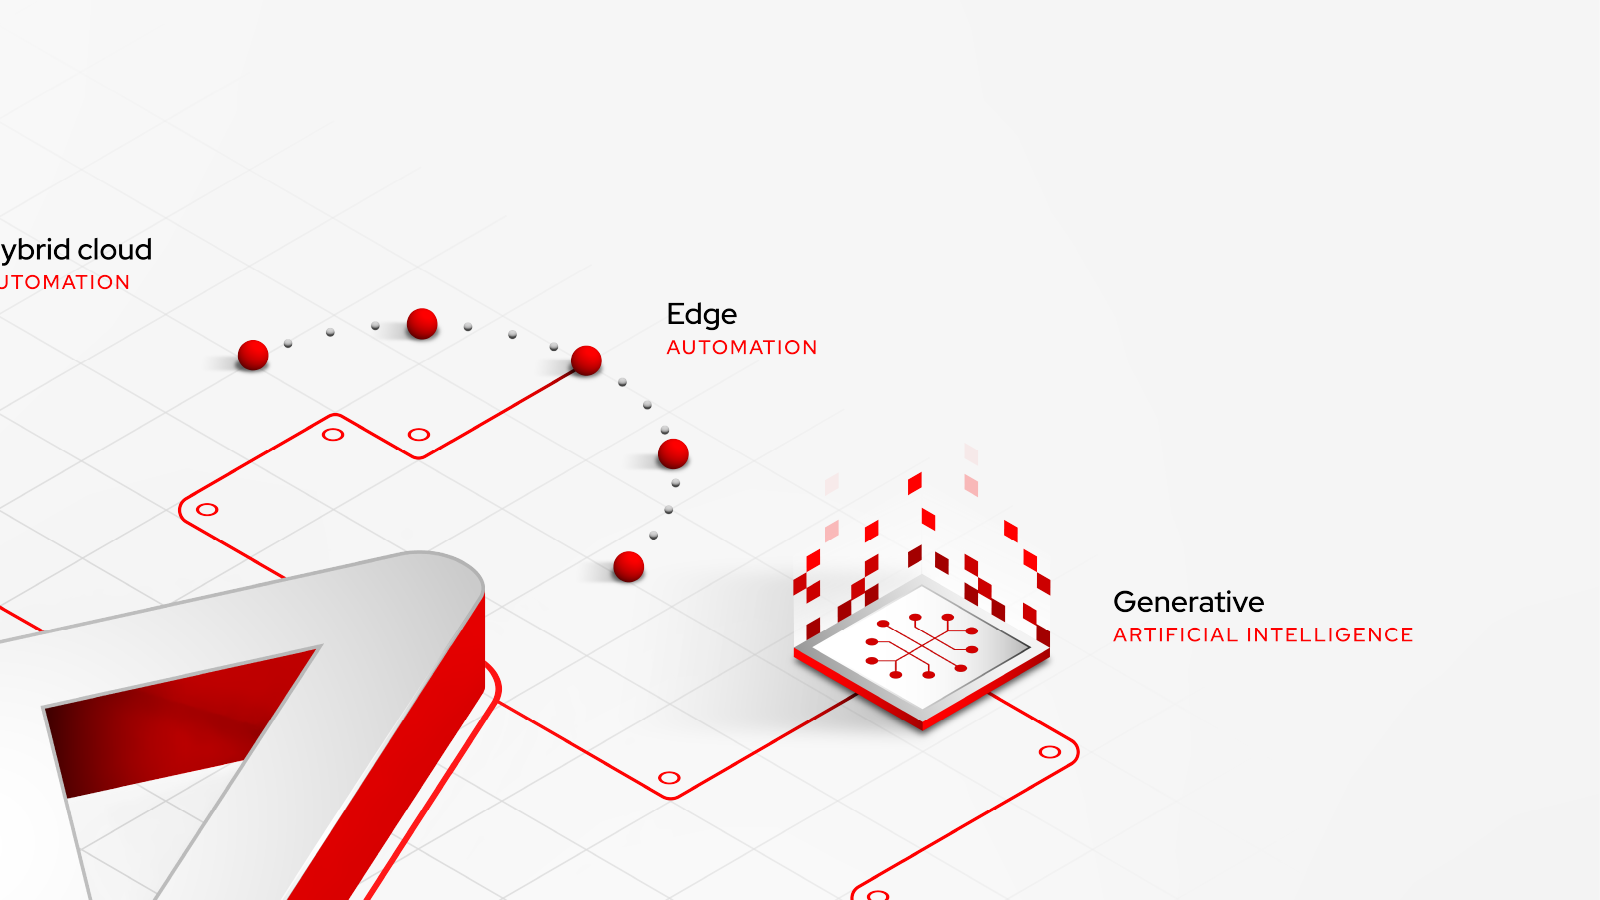 ybrid cloud
UTOMATION
Edge
AUTOMATION
Generative
ARTIFICIAL INTELLIGENCE